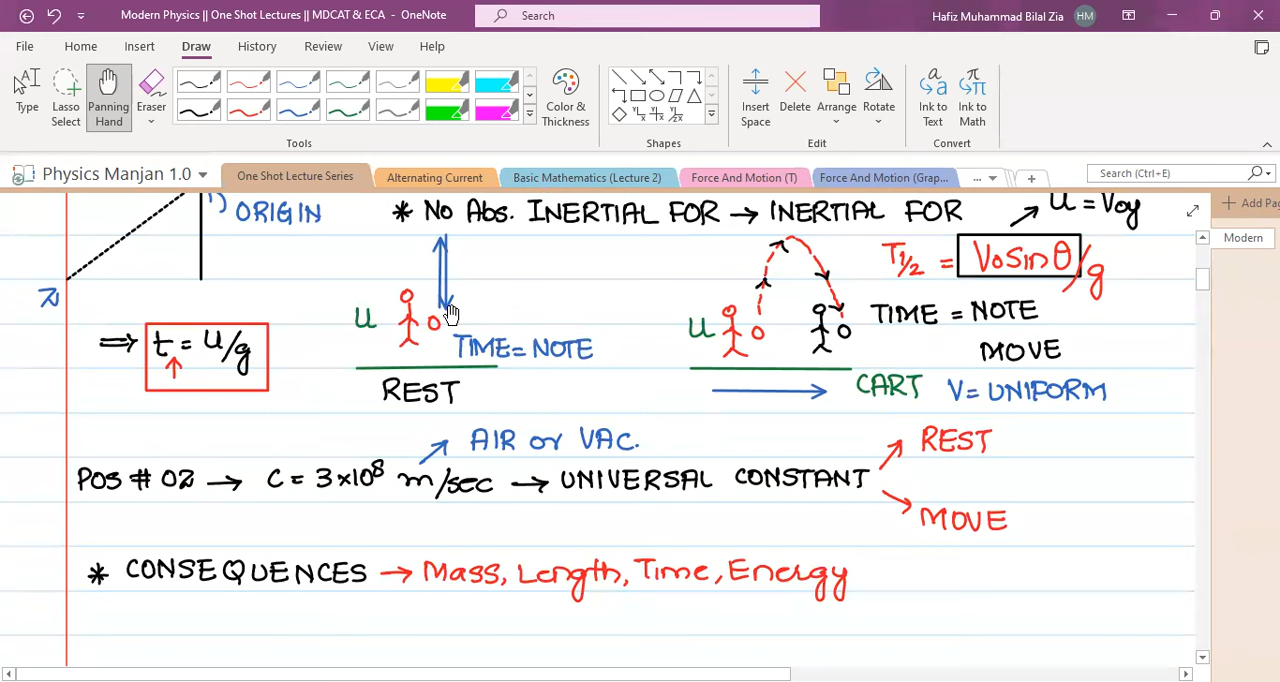 Modern Physics || One Shot Lectures || MDCAT & ECA - OneNote
Search
Hafiz Muhammad Bilal Zia
HM
File Home Insert Draw History Review View Help
Type
Lasso Select
Panning Hand
Eraser
Color & Thickness
Insert Space
Delete
Arrange
Rotate
Ink to Text
Ink to Math
Tools
Shapes
Edit
Convert
Physics Manjan 1.0
One Shot Lecture Series
Alternating Current
Basic Mathematics (Lecture 2)
Force And Motion (T)
Force And Motion (Grap...
...
Search (Ctrl+E)
Add Pag
Modern
ORIGIN
* No Abs. INERTIAL FOR → INERTIAL FOR
u = Voy
T1/2 = Vo Sin θ/g
Z
⇒ t = u/g
u
TIME = NOTE
REST
u
TIME = NOTE
MOVE
CART
V = UNIFORM
AIR or VAC.
REST
POS # 02 → C = 3×10⁸ m/sec → UNIVERSAL CONSTANT
MOVE
* CONSEQUENCES → Mass, Length, Time, Energy